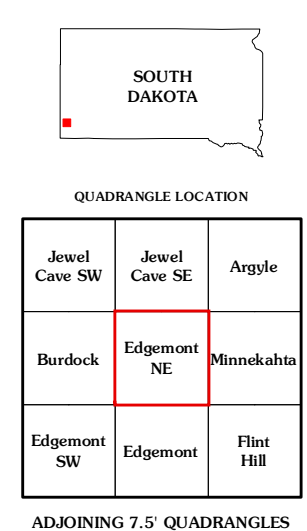 SOUTH
DAKOTA
QUADRANGLE LOCATION
Jewel
Cave SW
Jewel
Cave SE
Argyle
Burdock
Edgemont
NE
Minnekahta
Edgemont
SW
Edgemont
Flint
Hill
ADJOINING 7.5' QUADRANGLES